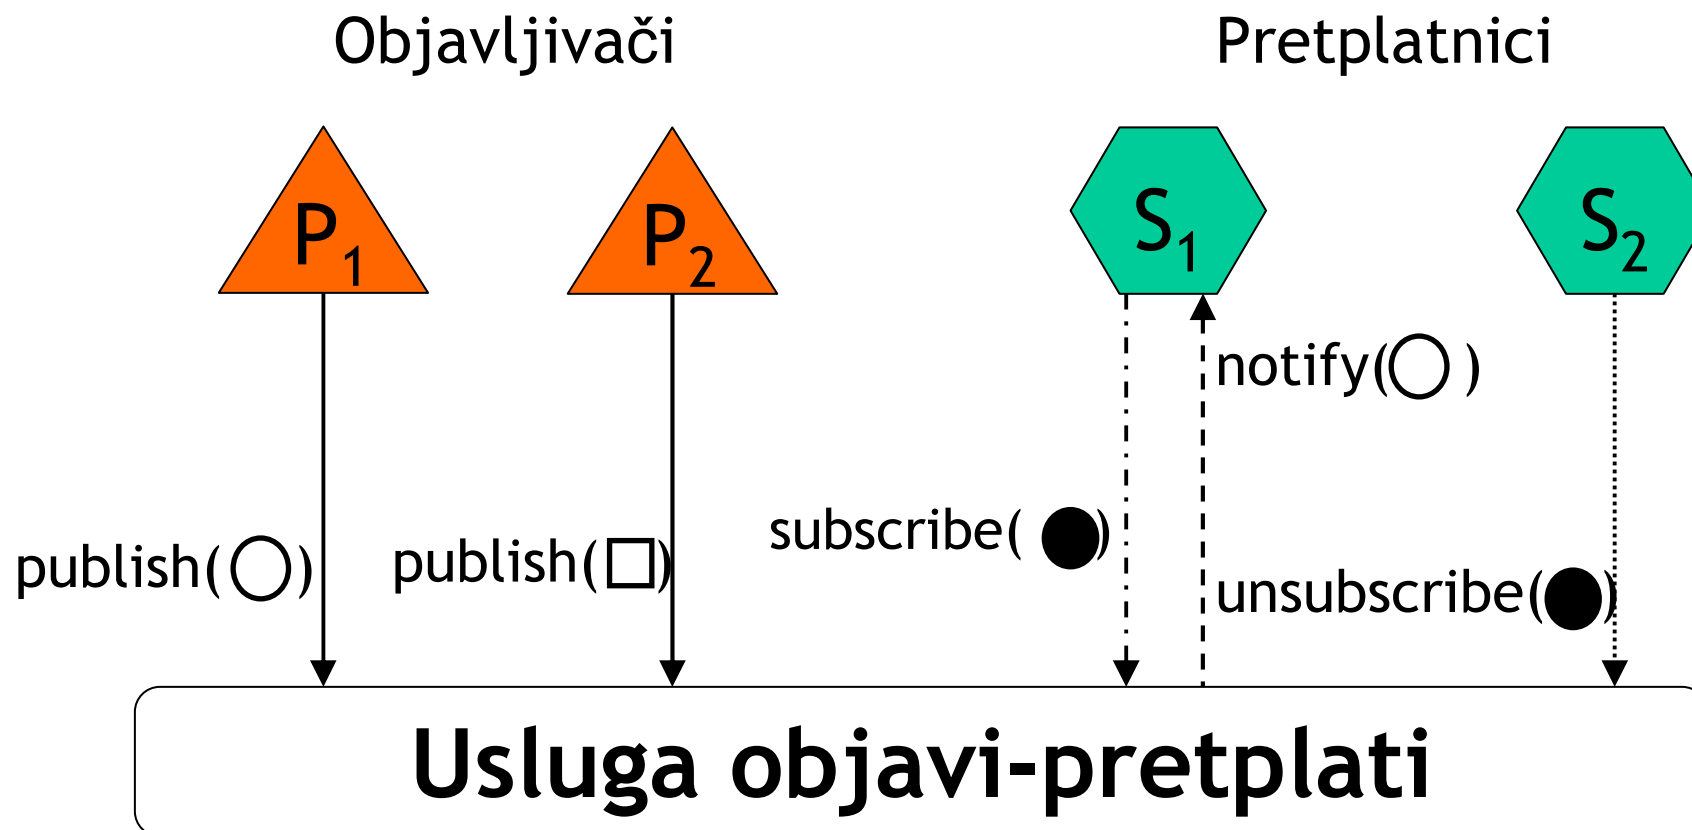 Objavljivači
Pretplatnici
P1
P2
S1
S2
notify( )
subscribe( )
publish( )
publish( )
unsubscribe( )
Usluga objavi-pretplati